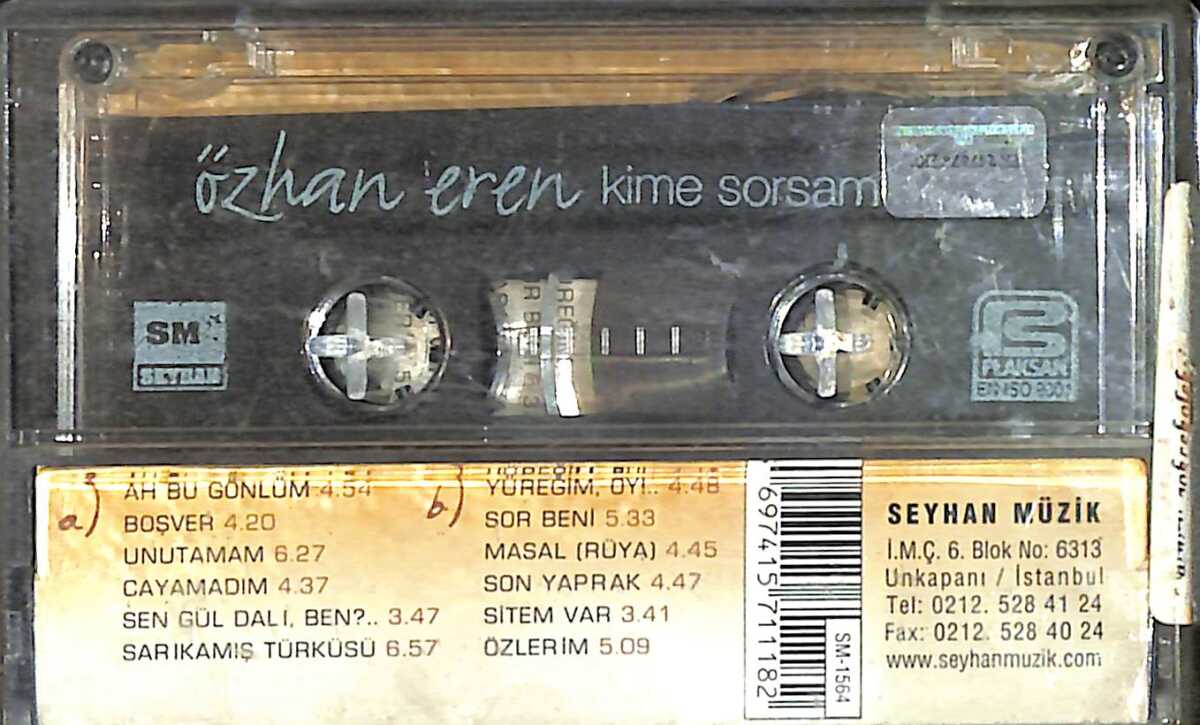 özhan eren kime sorsam
SM
SEYHAN
PLAKSAN
EN ISO 9001
a)
AH BU GÖNLÜM 4.54
BOŞVER 4.20
UNUTAMAM 6.27
CAYAMADIM 4.37
SEN GÜL DALI, BEN?.. 3.47
SARIKAMIŞ TÜRKÜSÜ 6.57
b)
YÜREĞİM, OYİ.. 4.48
SOR BENİ 5.33
MASAL (RÜYA) 4.45
SON YAPRAK 4.47
SİTEM VAR 3.41
ÖZLERİM 5.09
697415711182
SM-1564
SEYHAN MÜZİK
İ.M.Ç. 6. Blok No: 6313
Unkapanı / İstanbul
Tel: 0212. 528 41 24
Fax: 0212. 528 40 24
www.seyhanmuzik.com